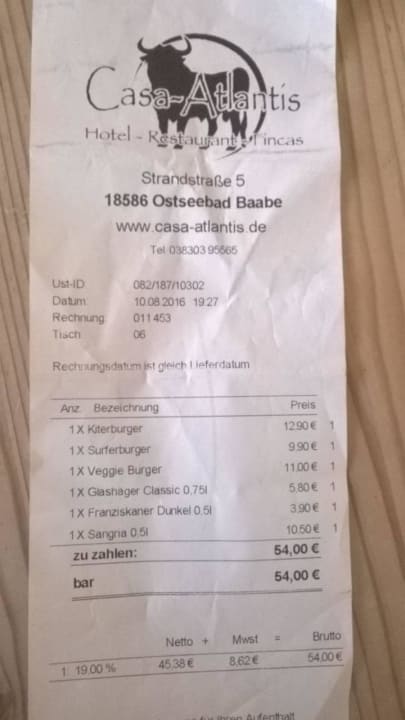 Casa-Atlantis
Hotel - Restaurant - Fincas
Strandstraße 5
18586 Ostseebad Baabe
www.casa-atlantis.de
Tel 038303 95565
Ust-ID 082/187/10302
Datum 10.08.2016 19:27
Rechnung 011453
Tisch 06
Rechnungsdatum ist gleich Lieferdatum
Anz. Bezeichnung Preis
1 X Kiterburger 12,90 € 1
1 X Surferburger 9,90 € 1
1 X Veggie Burger 11,00 € 1
1 X Glashager Classic 0,75l 5,80 € 1
1 X Franziskaner Dunkel 0,5l 3,90 € 1
1 X Sangria 0,5l 10,50 € 1
zu zahlen: 54,00 €
bar 54,00 €
Netto + Mwst = Brutto
1: 19,00 % 45,38 € 8,62 € 54,00 €
für Ihren Aufenthalt